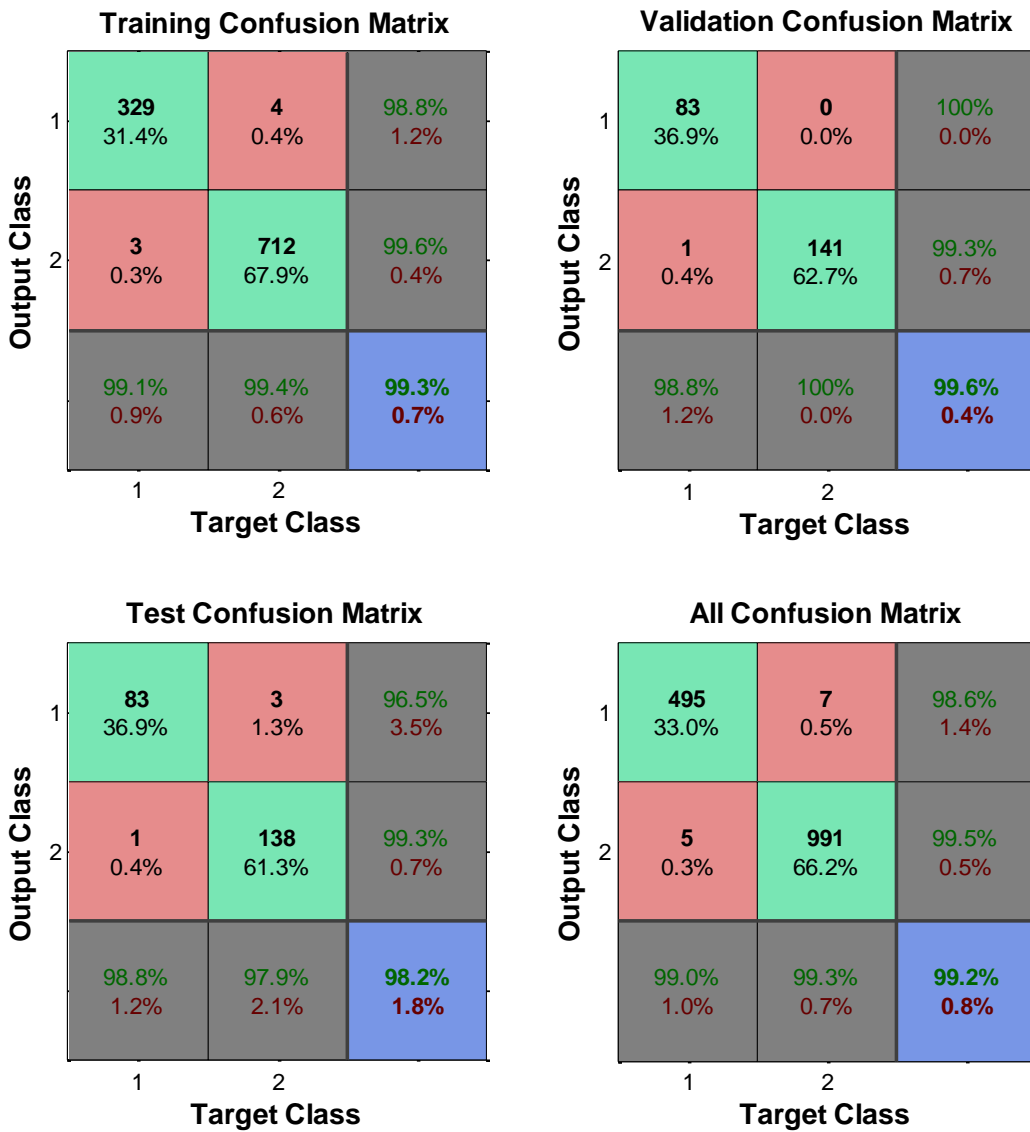 Training Confusion Matrix
Validation Confusion Matrix
329 4 98.8%
1
31.4% 0.4% 1.2%
3 712 99.6%
2
0.3% 67.9% 0.4%
99.1% 99.4% 99.3%
0.9% 0.6% 0.7%
1 2
Target Class
Output Class
83 0 100%
1
36.9% 0.0% 0.0%
1 141 99.3%
2
0.4% 62.7% 0.7%
98.8% 100% 99.6%
1.2% 0.0% 0.4%
1 2
Target Class
Output Class
Test Confusion Matrix
All Confusion Matrix
83 3 96.5%
1
36.9% 1.3% 3.5%
1 138 99.3%
2
0.4% 61.3% 0.7%
98.8% 97.9% 98.2%
1.2% 2.1% 1.8%
1 2
Target Class
Output Class
495 7 98.6%
1
33.0% 0.5% 1.4%
5 991 99.5%
2
0.3% 66.2% 0.5%
99.0% 99.3% 99.2%
1.0% 0.7% 0.8%
1 2
Target Class
Output Class